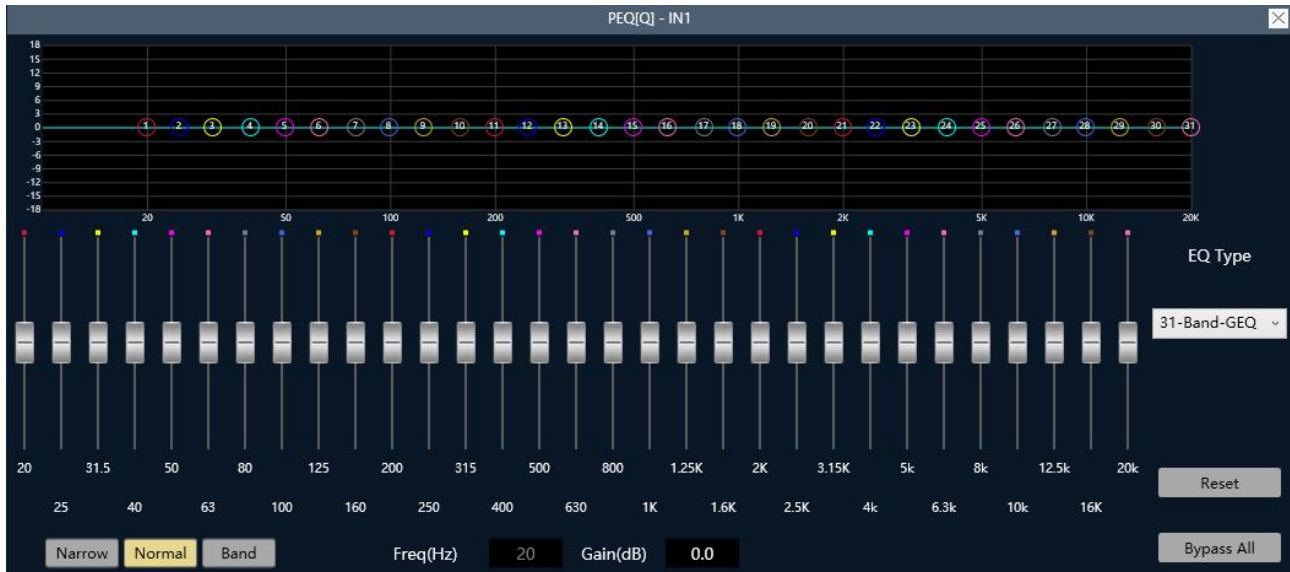 PEQ[Q] - IN1
18
15
12
9
6
3
0
-3
-6
-9
-12
-15
-18
1 2 3 4 5 6 7 8 9 10 11 12 13 14 15 16 17 18 19 20 21 22 23 24 25 26 27 28 29 30 31
20 50 100 200 500 1K 2K 5K 10K 20K
EQ Type
31-Band-GEQ
20 31.5 50 80 125 200 315 500 800 1.25K 2K 3.15K 5k 8k 12.5k 20k
Reset
25 40 63 100 160 250 400 630 1K 1.6K 2.5K 4k 6.3k 10k 16K
Narrow Normal Band Freq(Hz) 20 Gain(dB) 0.0 Bypass All